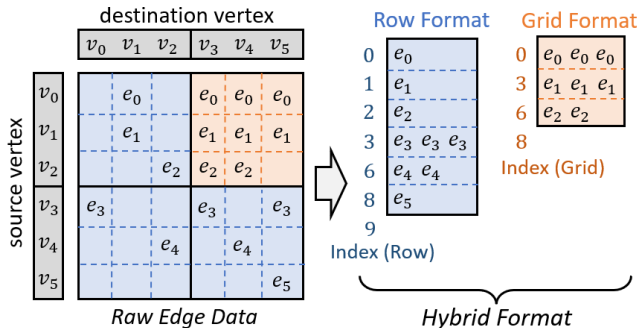 destination vertex
v0 v1 v2 v3 v4 v5
source vertex
v0 e1 e0 e0 e0
v1 e1 e1 e1 e1
v2 e2 e2 e2
v3 e3 e3 e3
v4 e4 e4
v5 e5
Raw Edge Data
Row Format
0 e0
1 e1
2 e2
3 e3 e3 e3
6 e4 e4
8 e5
9
Index (Row)
Grid Format
0 e0 e0 e0
3 e1 e1 e1
6 e2 e2
8
Index (Grid)
Hybrid Format